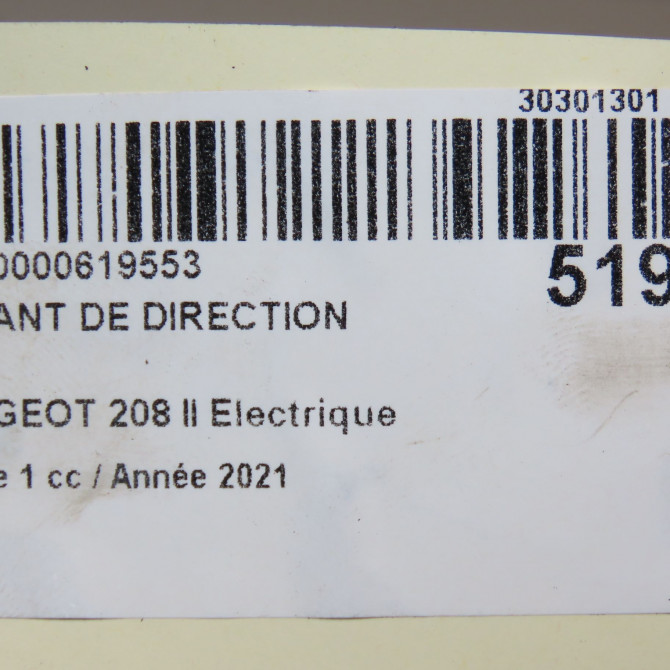 30301301
0000619553
519
ANT DE DIRECTION
GEOT 208 II Electrique
e 1 cc / Année 2021